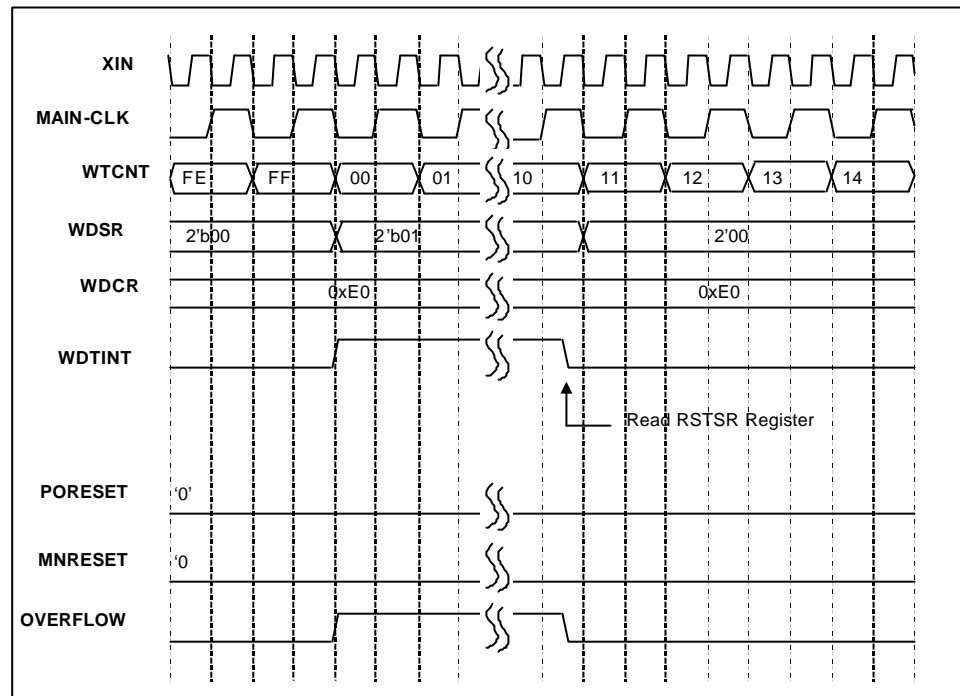 XIN
MAIN-CLK
WTCNT FE FF 00 01 10 11 12 13 14
WDSR 2'b00 2'b01 2'00
WDCR 0xE0 0xE0
WDTINT
Read RSTSR Register
PORESET '0'
MNRESET '0
OVERFLOW